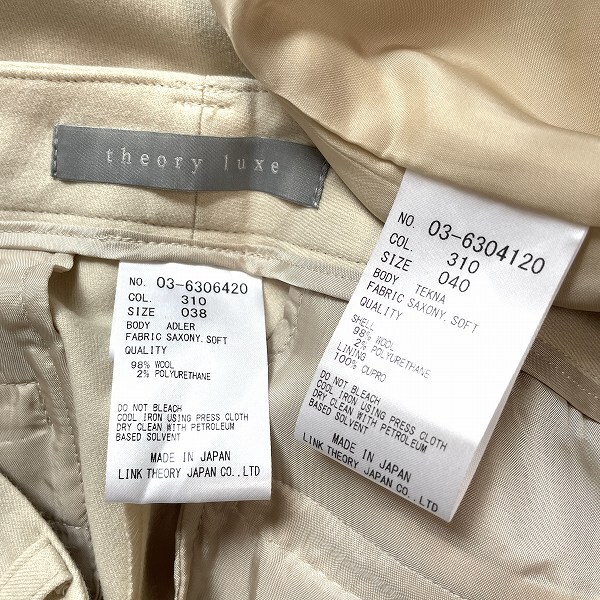 theory luxe
NO. 03-6306420
COL. 310
SIZE 038
BODY ADLER
FABRIC SAXONY. SOFT
QUALITY
98% WOOL
2% POLYURETHANE
DO NOT BLEACH
COOL IRON USING PRESS CLOTH
DRY CLEAN WITH PETROLEUM
BASED SOLVENT
MADE IN JAPAN
LINK THEORY JAPAN CO., LTD
NO. 03-6304120
COL. 310
SIZE 040
BODY TEKNA
FABRIC SAXONY. SOFT
QUALITY
SHELL
98% WOOL
2% POLYURETHANE
LINING
100% CUPRO
DO NOT BLEACH
COOL IRON USING PRESS CLOTH
DRY CLEAN WITH PETROLEUM
BASED SOLVENT
MADE IN JAPAN
LINK THEORY JAPAN CO., LTD